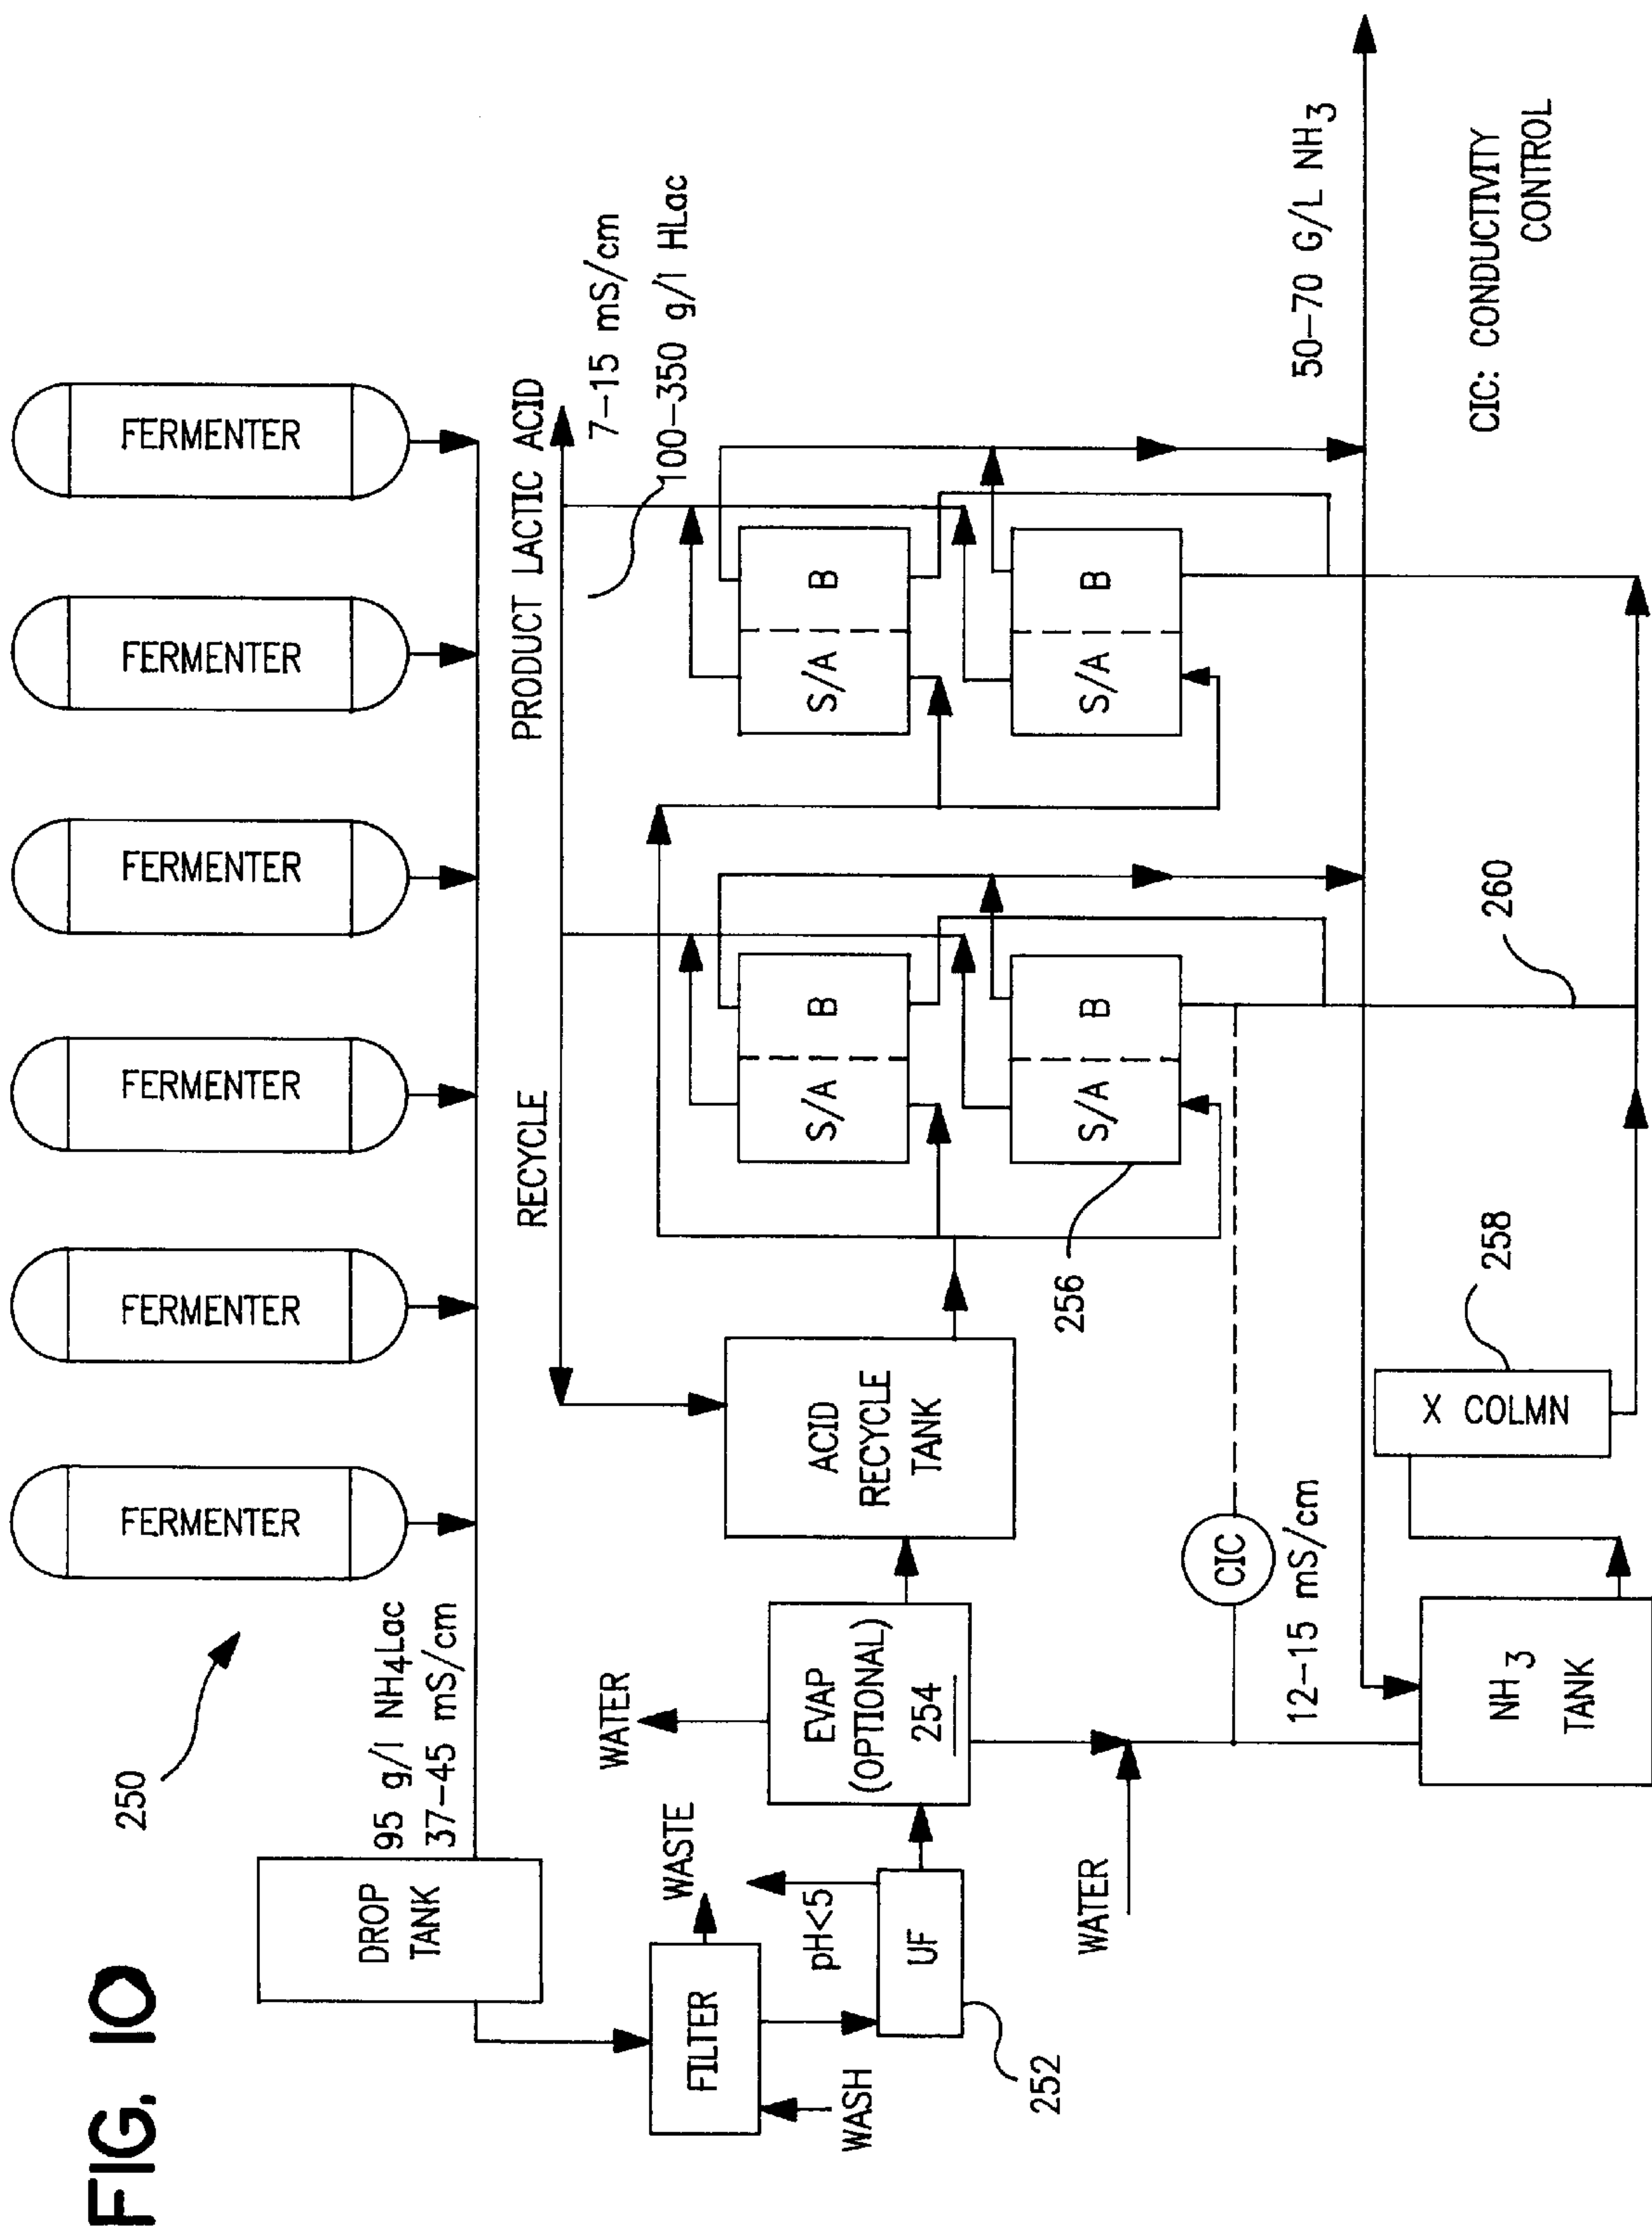 FIG. 10
250
FERMENTER
FERMENTER
FERMENTER
FERMENTER
FERMENTER
FERMENTER
DROP
TANK
95 g/l NH4Lac
37–45 mS/cm
RECYCLE
PRODUCT LACTIC ACID
7–15 mS/cm
100–350 g/l HLac
FILTER
WASTE
WASH
pH<5
UF
252
WATER
EVAP
(OPTIONAL)
254
ACID
RECYCLE
TANK
S/A
B
S/A
B
S/A
B
S/A
B
256
WATER
CIC
12–15 mS/cm
50–70 G/L NH3
NH3
TANK
X COLMN
258
260
CIC: CONDUCTIVITY
CONTROL